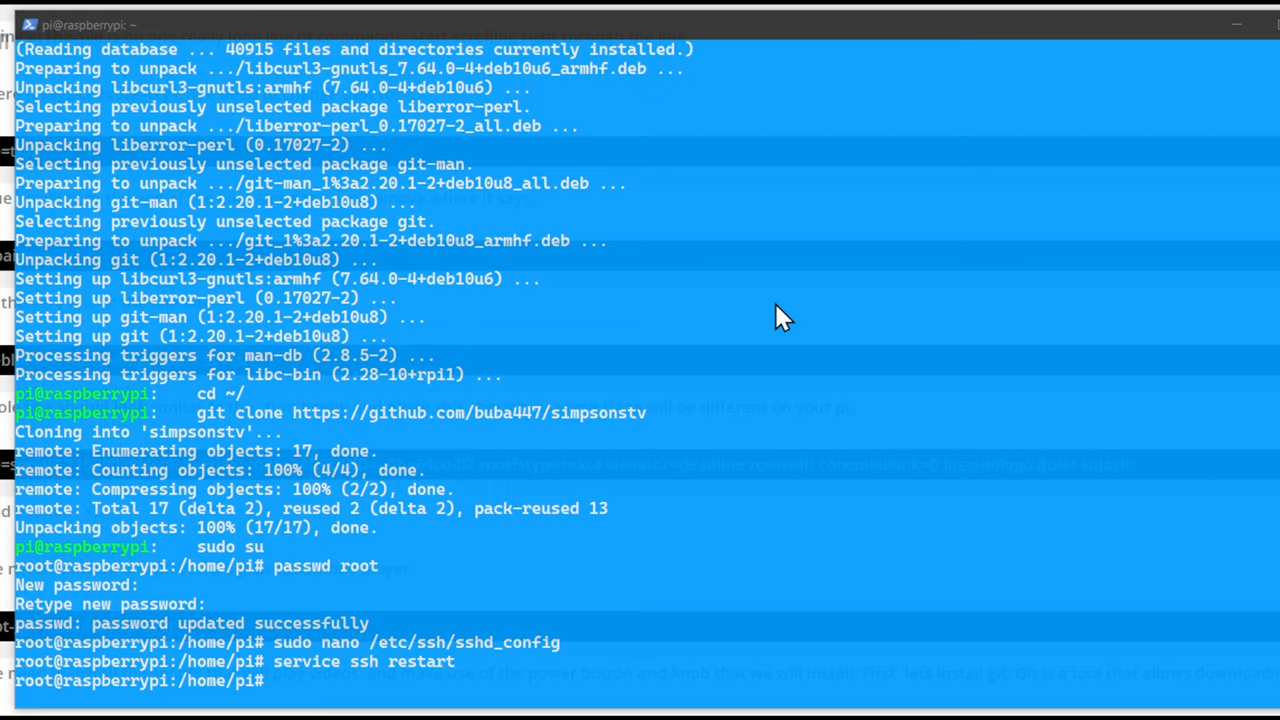 pi@raspberrypi: ~
(Reading database ... 40915 files and directories currently installed.)
Preparing to unpack .../libcurl3-gnutls_7.64.0-4+deb10u6_armhf.deb ...
Unpacking libcurl3-gnutls:armhf (7.64.0-4+deb10u6) ...
Selecting previously unselected package liberror-perl.
Preparing to unpack .../liberror-perl_0.17027-2_all.deb ...
Unpacking liberror-perl (0.17027-2) ...
Selecting previously unselected package git-man.
Preparing to unpack .../git-man_1%3a2.20.1-2+deb10u8_all.deb ...
Unpacking git-man (1:2.20.1-2+deb10u8) ...
Selecting previously unselected package git.
Preparing to unpack .../git_1%3a2.20.1-2+deb10u8_armhf.deb ...
Unpacking git (1:2.20.1-2+deb10u8) ...
Setting up libcurl3-gnutls:armhf (7.64.0-4+deb10u6) ...
Setting up liberror-perl (0.17027-2) ...
Setting up git-man (1:2.20.1-2+deb10u8) ...
Setting up git (1:2.20.1-2+deb10u8) ...
Processing triggers for man-db (2.8.5-2) ...
Processing triggers for libc-bin (2.28-10+rpi1) ...
pi@raspberrypi:    cd ~/
pi@raspberrypi:    git clone https://github.com/buba447/simpsonstv
Cloning into 'simpsonstv'...
remote: Enumerating objects: 17, done.
remote: Counting objects: 100% (4/4), done.
remote: Compressing objects: 100% (2/2), done.
remote: Total 17 (delta 2), reused 2 (delta 2), pack-reused 13
Unpacking objects: 100% (17/17), done.
pi@raspberrypi:    sudo su
root@raspberrypi:/home/pi# passwd root
New password:
Retype new password:
passwd: password updated successfully
root@raspberrypi:/home/pi# sudo nano /etc/ssh/sshd_config
root@raspberrypi:/home/pi# service ssh restart
root@raspberrypi:/home/pi#